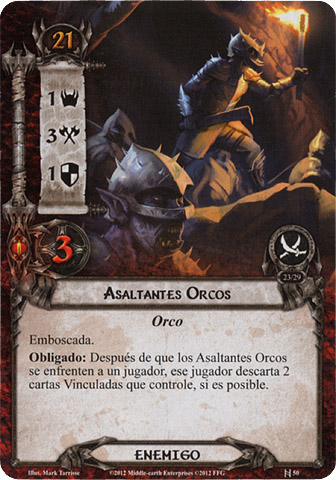 21
1
3
1
3
23/29
Asaltantes Orcos
Orco
Emboscada.
Obligado: Después de que los Asaltantes Orcos
se enfrenten a un jugador, ese jugador descarta 2
cartas Vinculadas que controle, si es posible.
ENEMIGO
Illust. Mark Tarrisse ©2012 Middle-earth Enterprises ©2012 FFG 50